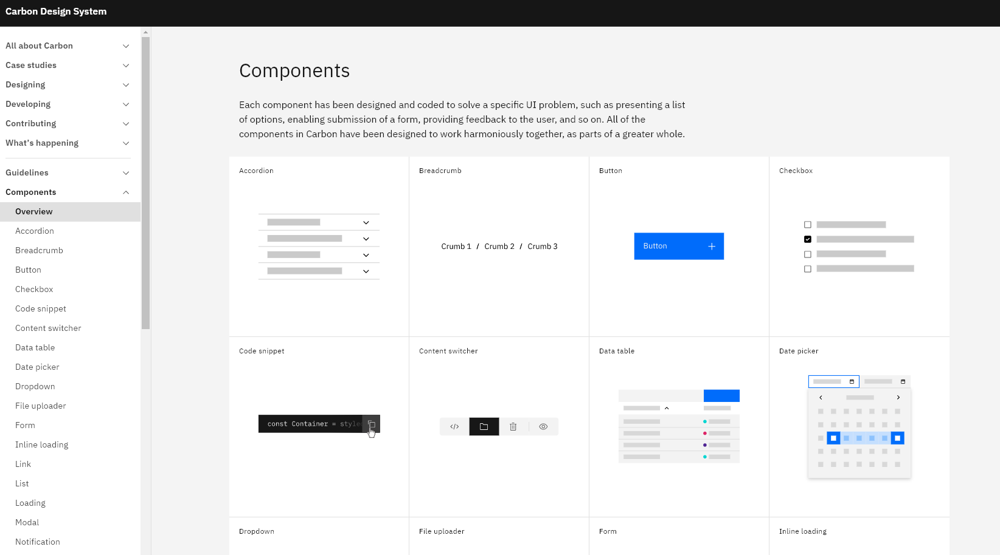 Carbon Design System
All about Carbon
Case studies
Designing
Developing
Contributing
What's happening
Guidelines
Components
Overview
Accordion
Breadcrumb
Button
Checkbox
Code snippet
Content switcher
Data table
Date picker
Dropdown
File uploader
Form
Inline loading
Link
List
Loading
Modal
Notification
Components
Each component has been designed and coded to solve a specific UI problem, such as presenting a list
of options, enabling submission of a form, providing feedback to the user, and so on. All of the
components in Carbon have been designed to work harmoniously together, as parts of a greater whole.
Accordion
Breadcrumb
Crumb 1 / Crumb 2 / Crumb 3
Button
Button
Checkbox
Code snippet
const Container = style
Content switcher
Data table
Date picker
Dropdown
File uploader
Form
Inline loading